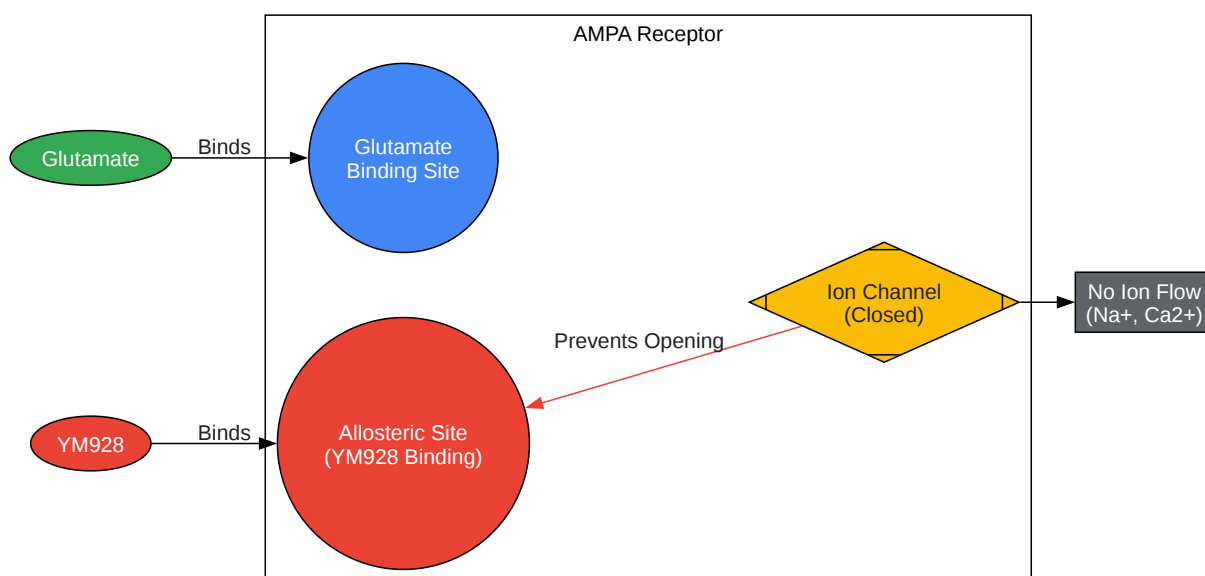 AMPA Receptor
Glutamate
Binds
Glutamate
Binding Site
Ion Channel
(Closed)
No Ion Flow
(Na+, Ca2+)
Prevents Opening
YM928
Binds
Allosteric Site
(YM928 Binding)